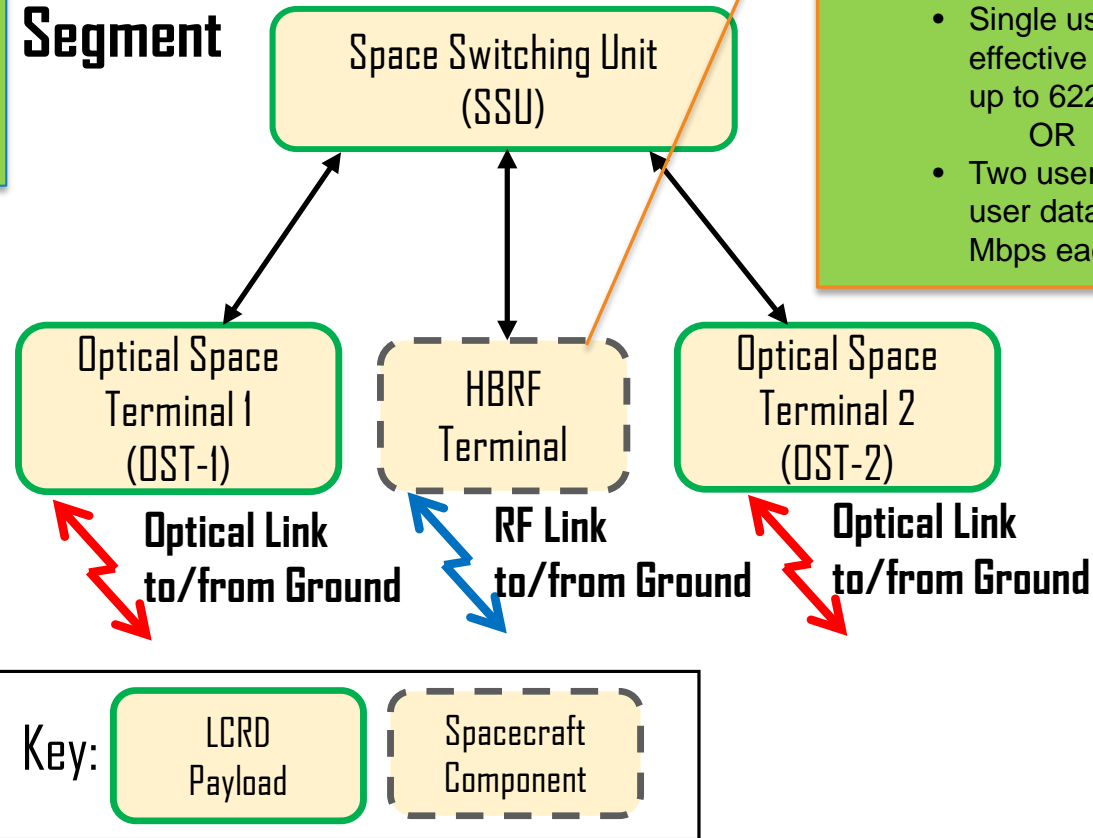 Segment
Space Switching Unit
(SSU)
• Single us
effective
up to 622
OR
• Two user
user data
Mbps eac
Optical Space
Terminal 1
(OST-1)
HBRF
Terminal
Optical Space
Terminal 2
(OST-2)
Optical Link
to/from Ground
RF Link
to/from Ground
Optical Link
to/from Ground
Key:
LCRD
Payload
Spacecraft
Component